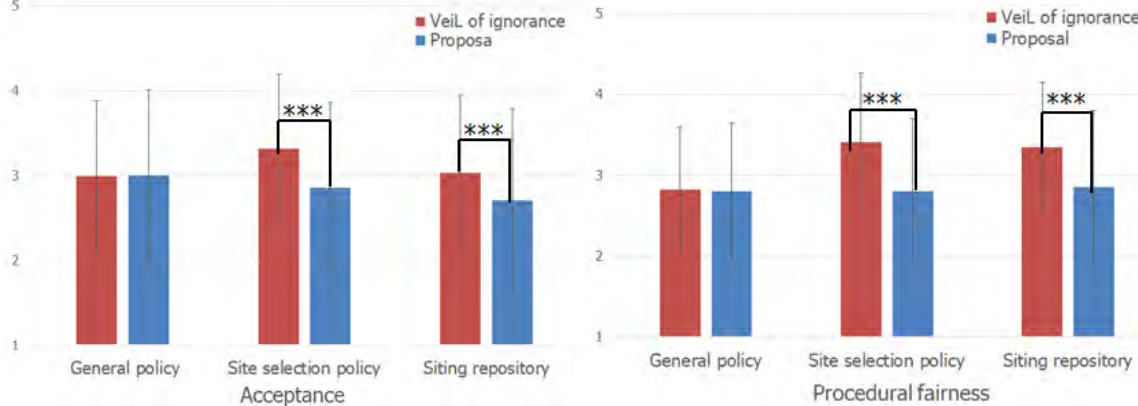 5
4
3
2
1
VeiL of ignorance
Proposa
***
***
General policy Site selection policy Siting repository
Acceptance
5
4
3
2
1
VeiL of ignorance
Proposal
***
***
General policy Site selection policy Siting repository
Procedural fairness